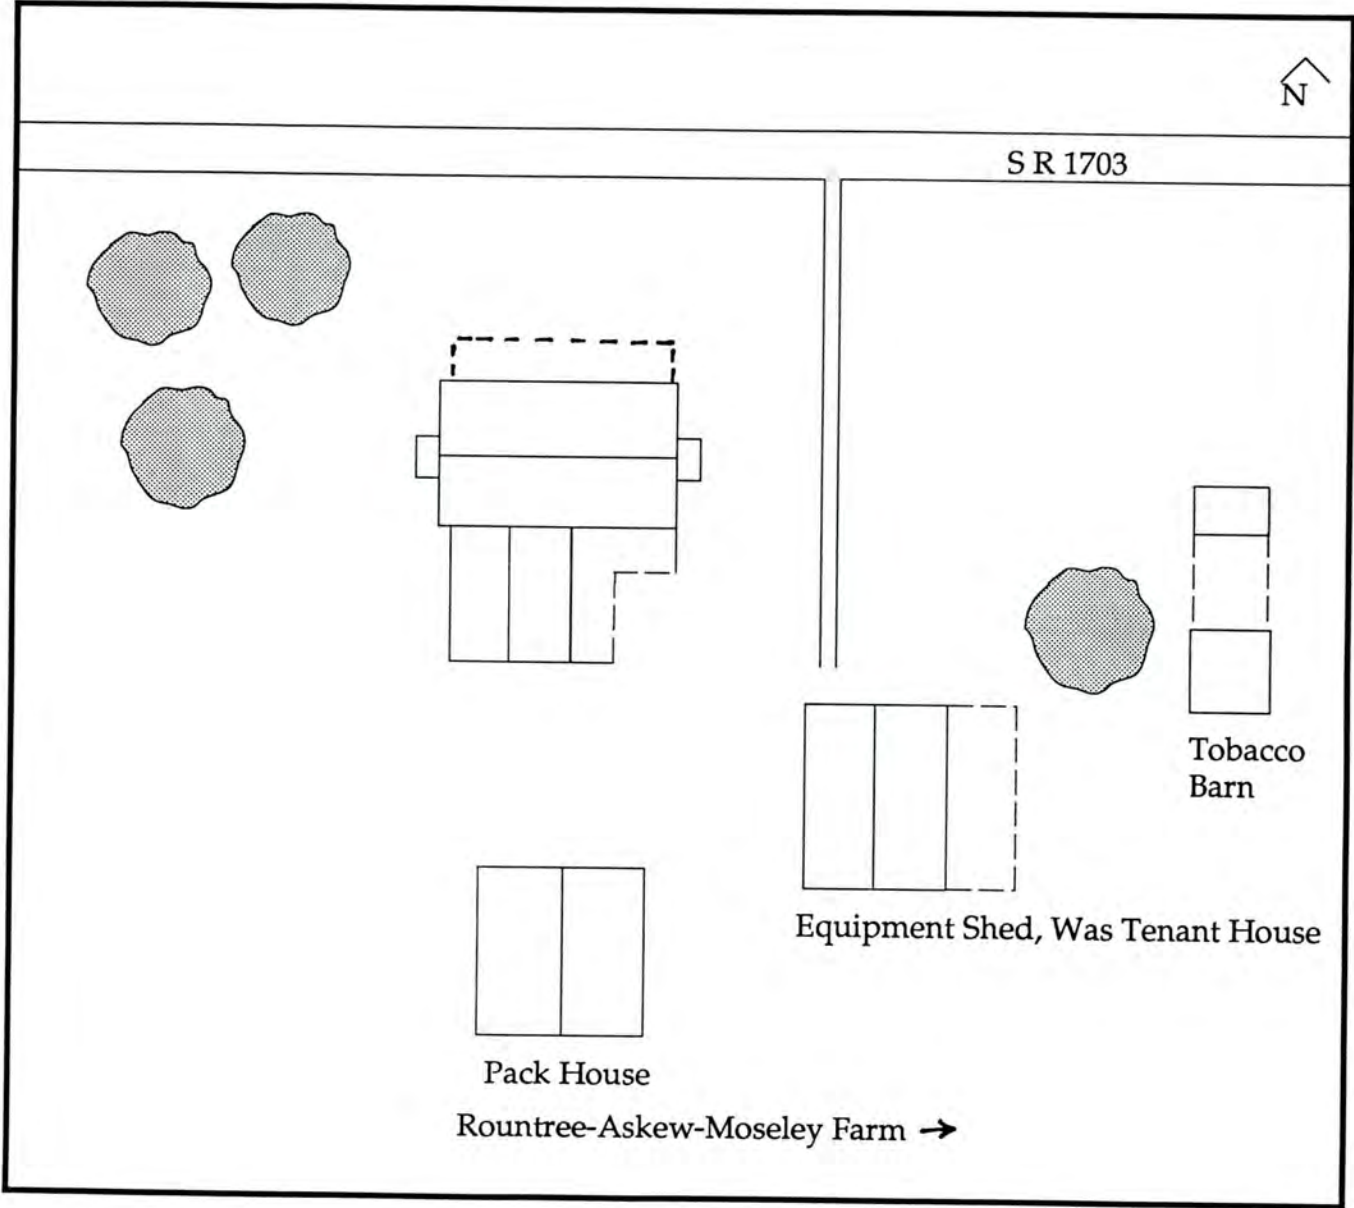 N
S R 1703
Tobacco
Barn
Equipment Shed, Was Tenant House
Pack House
Rountree-Askew-Moseley Farm →